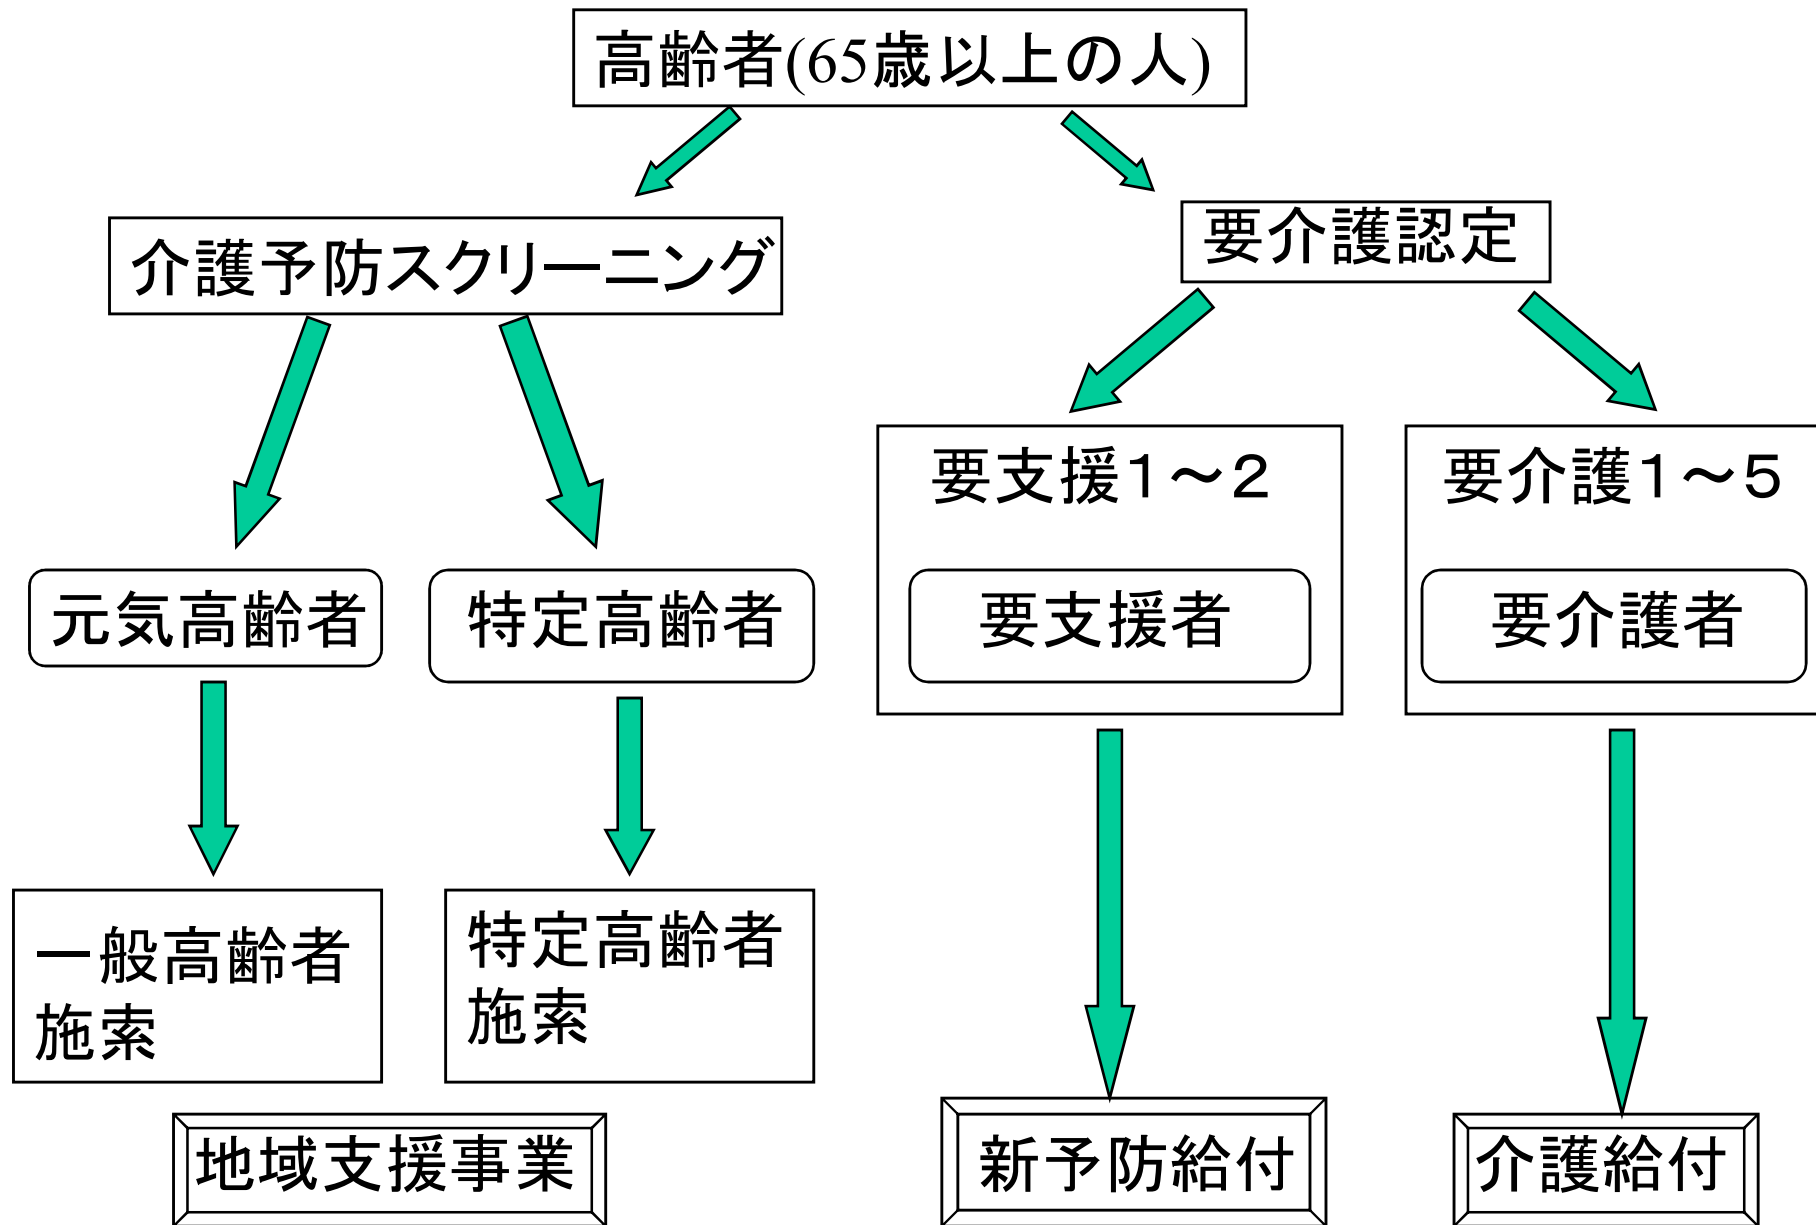 高齢者(65歳以上の人)
介護予防スクリーニング
要介護認定
要支援1～2
要介護1～5
元気高齢者
特定高齢者
要支援者
要介護者
一般高齢者
施索
特定高齢者
施索
地域支援事業
新予防給付
介護給付